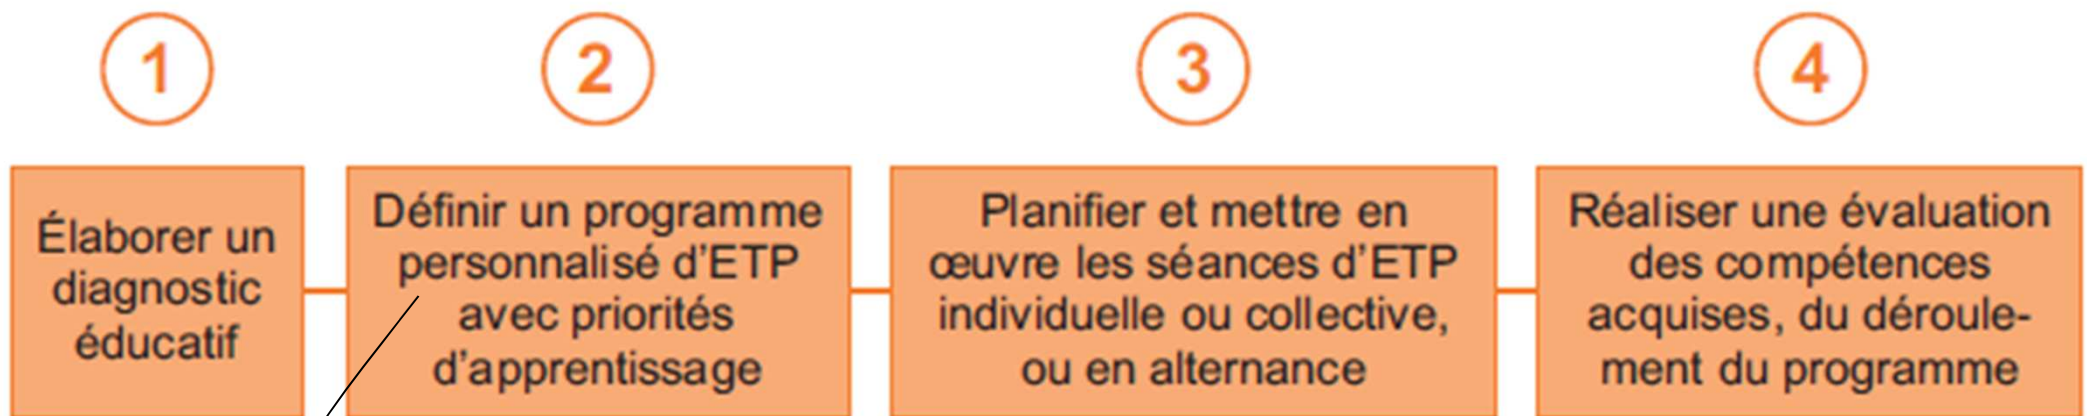 1
2
3
4
Élaborer un
diagnostic
éducatif
Définir un programme
personnalisé d’ETP
avec priorités
d’apprentissage
Planifier et mettre en
œuvre les séances d’ETP
individuelle ou collective,
ou en alternance
Réaliser une évaluation
des compétences
acquises, du déroule-
ment du programme